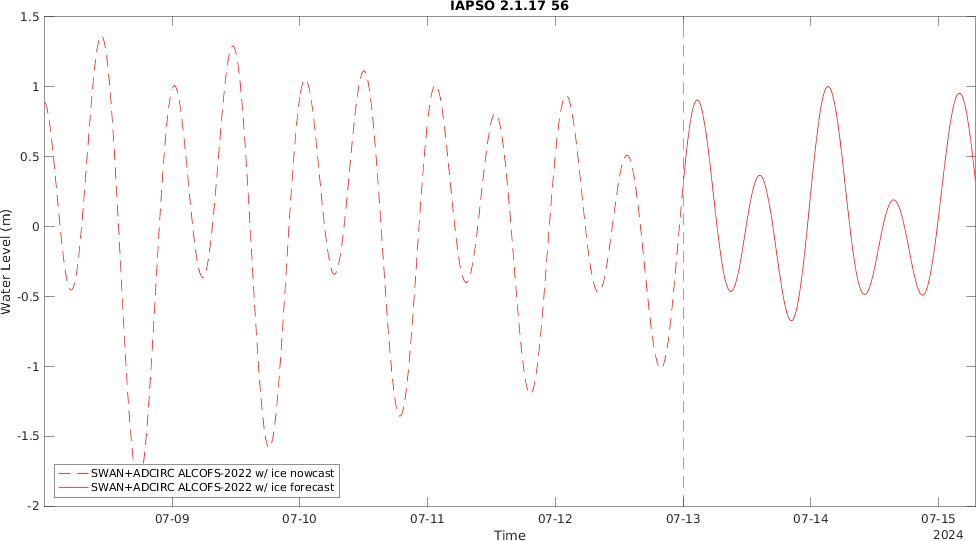 IAPSO 2.1.17 56
1.5
1
0.5
0
-0.5
-1
-1.5
-2
Water Level (m)
SWAN+ADCIRC ALCOFS-2022 w/ ice nowcast
SWAN+ADCIRC ALCOFS-2022 w/ ice forecast
07-09 07-10 07-11 07-12 07-13 07-14 07-15
Time
2024